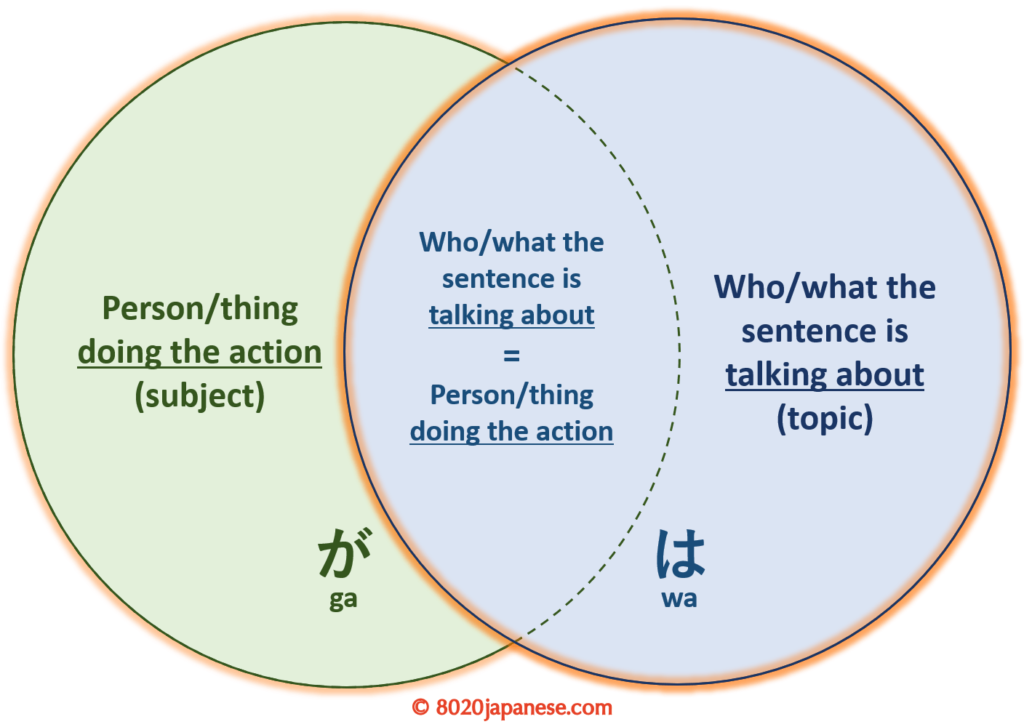 Person/thing
doing the action
(subject)
が
ga
Who/what the
sentence is
talking about
=
Person/thing
doing the action
Who/what the
sentence is
talking about
(topic)
は
wa
© 8020japanese.com